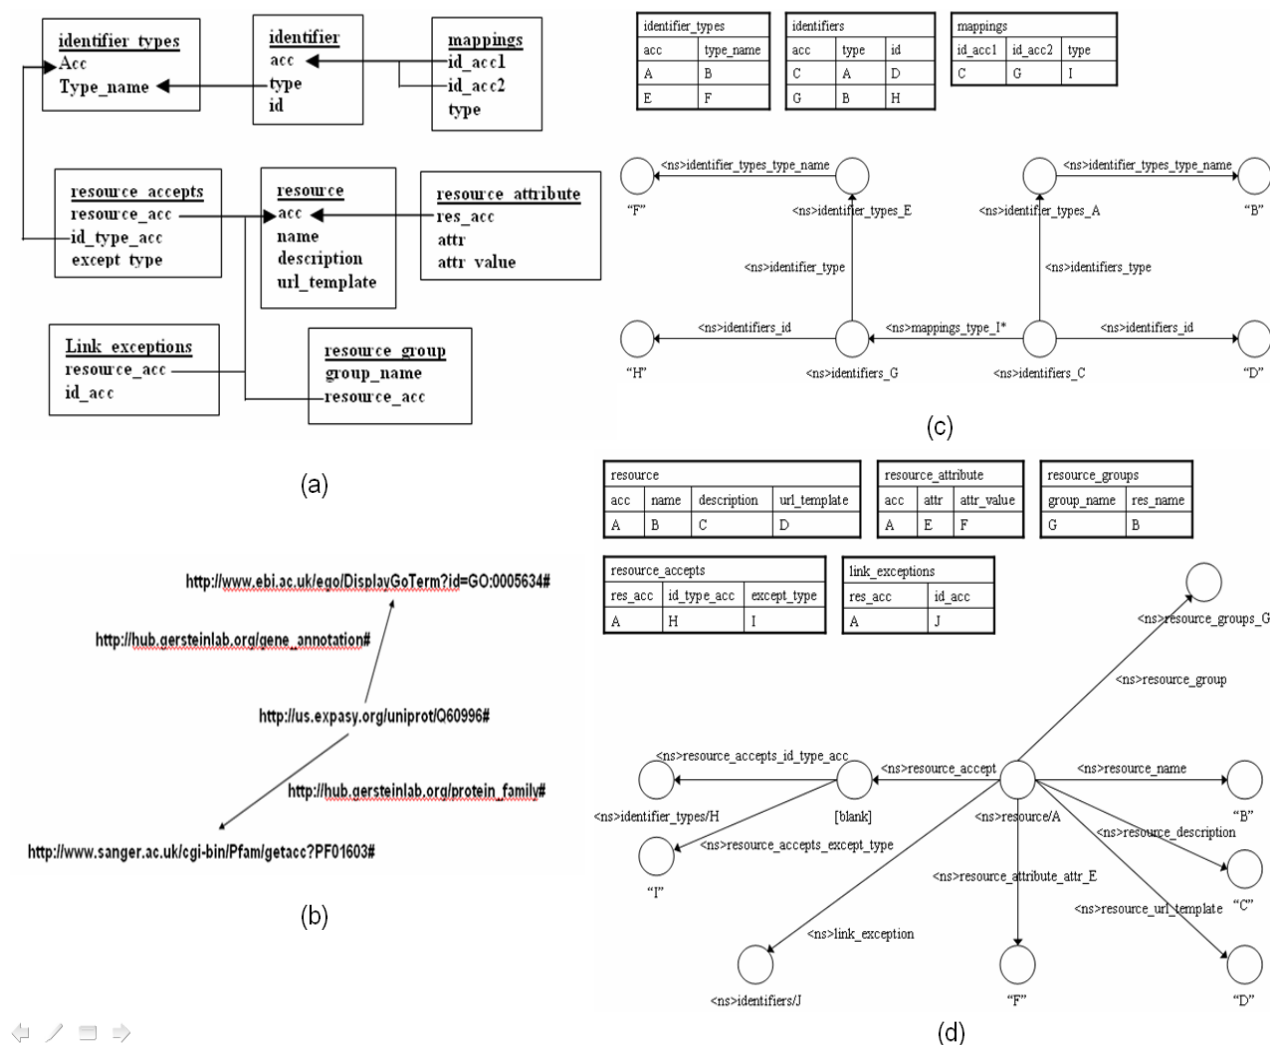 identifier_types
Acc
Type_name
identifier
acc
type
id
mappings
id_acc1
id_acc2
type
resource_accepts
resource_acc
id_type_acc
except_type
resource
acc
name
description
url_template
resource_attribute
res_acc
attr
attr_value
Link_exceptions
resource_acc
id_acc
resource_group
group_name
resource_acc
(a)
http://www.ebi.ac.uk/ego/DisplayGoTerm?id=GO:0005634#
http://hub.gersteinlab.org/gene_annotation#
http://us.expasy.org/uniprot/Q60996#
http://hub.gersteinlab.org/protein_family#
http://www.sanger.ac.uk/cgi-bin/Pfam/getacc?PF01603#
(b)
identifier_types
acc type_name
A B
E F
identifiers
acc type id
C A D
G B H
mappings
id_acc1 id_acc2 type
C G I
<ns>identifier_types_type_name
<ns>identifier_types_type_name
"F"
<ns>identifier_types_E
<ns>identifier_types_A
"B"
<ns>identifier_type
<ns>identifiers_type
<ns>identifiers_id
<ns>mappings_type_I*
<ns>identifiers_id
"H"
<ns>identifiers_G
<ns>identifiers_C
"D"
(c)
resource
acc name description url_template
A B C D
resource_attribute
acc attr attr_value
A E F
resource_groups
group_name res_name
G B
resource_accepts
res_acc id_type_acc except_type
A H I
link_exceptions
res_acc id_acc
A J
<ns>resource_groups_G
<ns>resource_group
<ns>resource_accepts_id_type_acc
<ns>resource_accept
<ns>resource_name
<ns>identifier_types/H
[blank]
<ns>resource/A
"B"
<ns>resource_description
<ns>resource_accepts_except_type
<ns>resource_attribute_attr_E
"I"
"C"
<ns>resource_url_template
<ns>link_exception
<ns>identifiers/J
"F"
"D"
(d)